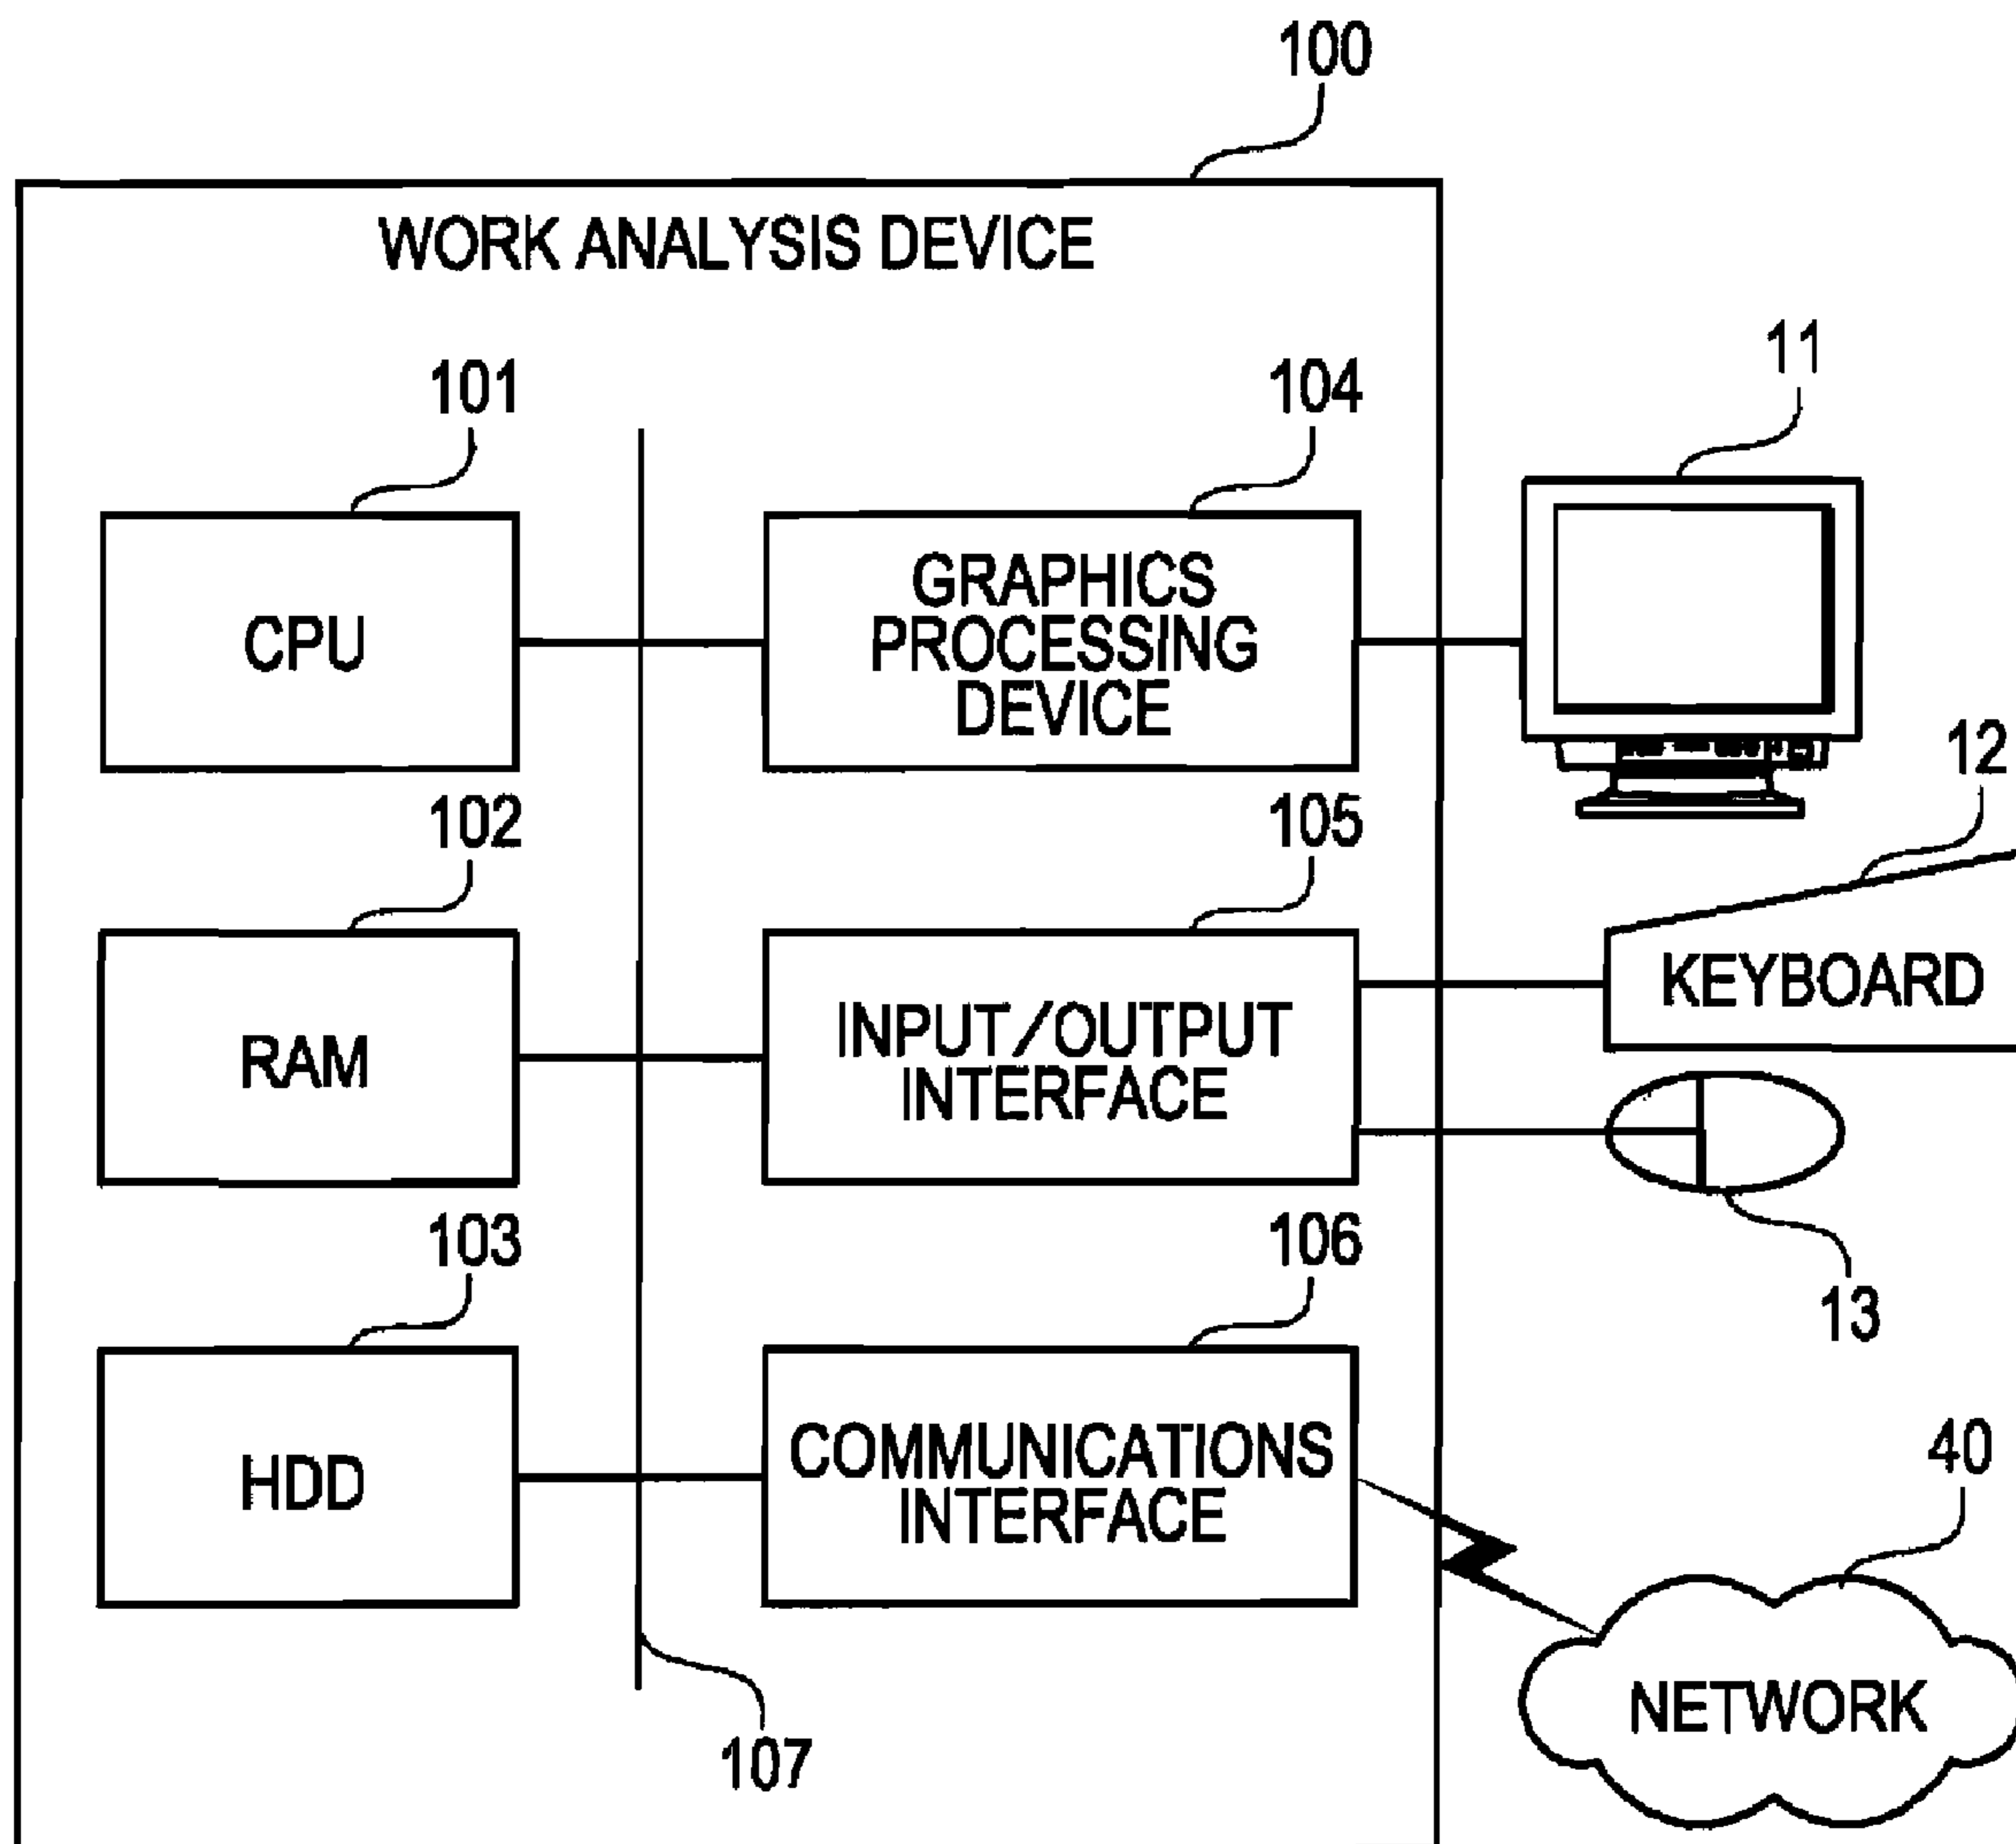 100
WORK ANALYSIS DEVICE
101
104
11
CPU
GRAPHICS
PROCESSING
DEVICE
12
102
105
RAM
INPUT/OUTPUT
INTERFACE
KEYBOARD
13
103
106
HDD
COMMUNICATIONS
INTERFACE
40
NETWORK
107